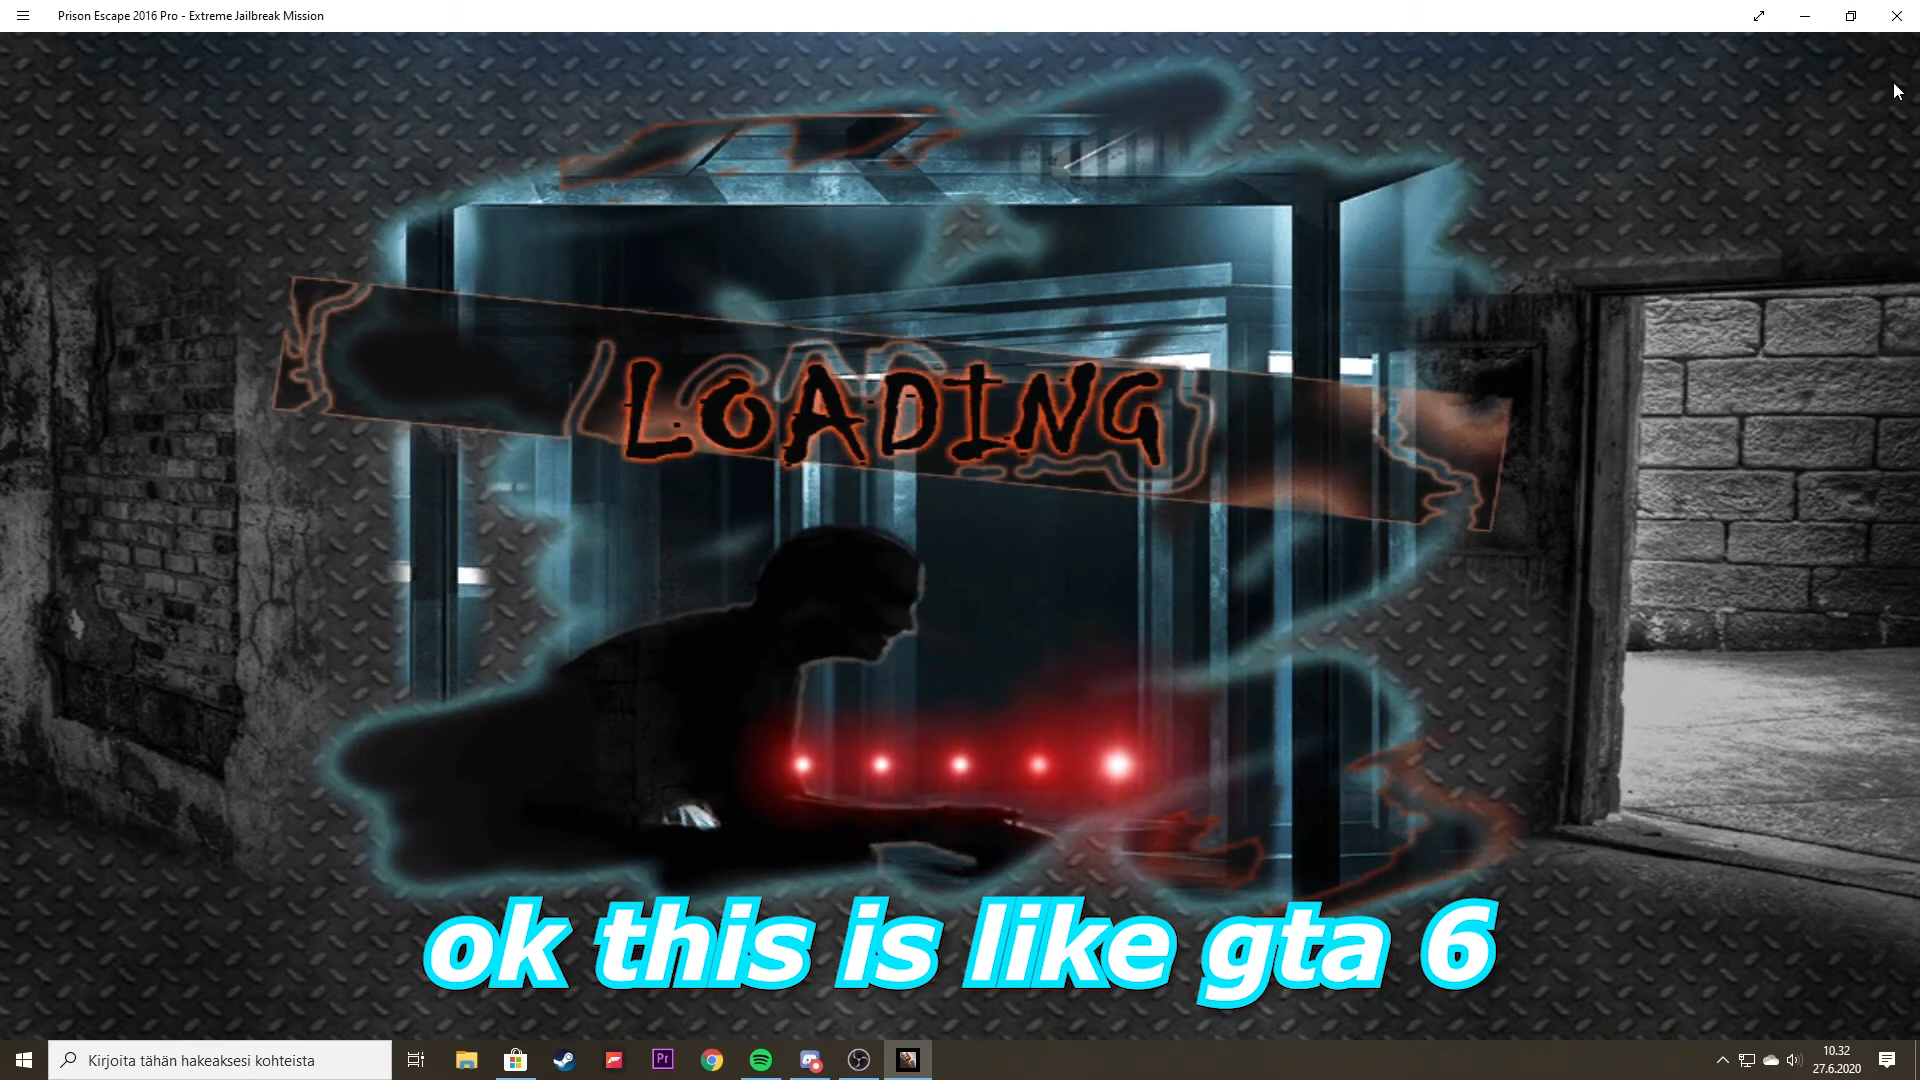 Prison Escape 2016 Pro - Extreme Jailbreak Mission
LOADING
ok this is like gta 6
Kirjoita tähän hakeaksesi kohteista
Pr
10.32
27.6.2020